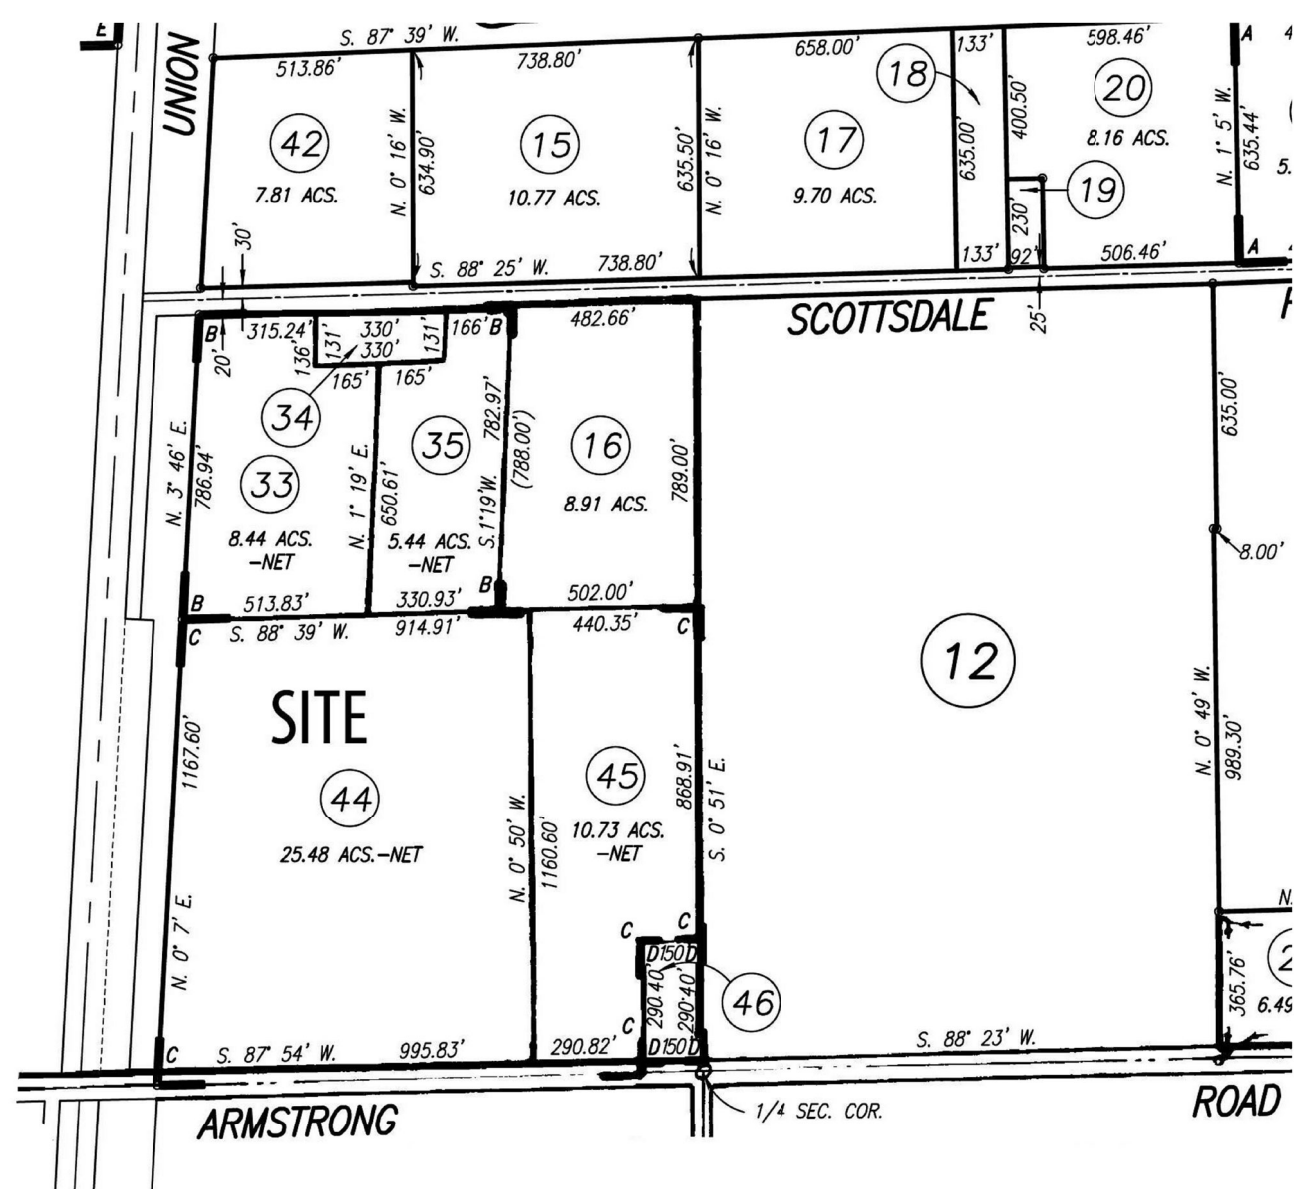 E
UNION
S. 87° 39' W.
513.86'
738.80'
658.00'
133'
598.46'
A
4
42
7.81 ACS.
N. 0° 16' W.
634.90'
15
10.77 ACS.
635.50'
N. 0° 16' W.
17
9.70 ACS.
18
635.00'
400.50'
20
8.16 ACS.
19
230'
N. 1° 5' W.
635.44'
5.
30'
S. 88° 25' W.
738.80'
133'
92'
506.46'
A
SCOTTSDALE
25'
B
20'
315.24'
136'
131'
330'
330'
131'
166'
B
482.66'
165'
165'
34
33
8.44 ACS.
-NET
N. 3° 46' E.
786.94'
N. 1° 19' E.
650.61'
35
5.44 ACS.
-NET
S. 1° 19' W.
782.97'
(788.00')
16
8.91 ACS.
789.00'
635.00'
8.00'
B
513.83'
330.93'
B
502.00'
C
S. 88° 39' W.
914.91'
440.35'
C
12
SITE
44
25.48 ACS.-NET
1167.60'
N. 0° 7' E.
N. 0° 50' W.
1160.60'
45
10.73 ACS.
-NET
868.91'
S. 0° 51' E.
N. 0° 49' W.
989.30'
N.
C
C
D150'D
290.40'
290.40'
46
C
D150'D
365.76'
2
6.49
C
S. 87° 54' W.
995.83'
290.82'
S. 88° 23' W.
ARMSTRONG
1/4 SEC. COR.
ROAD